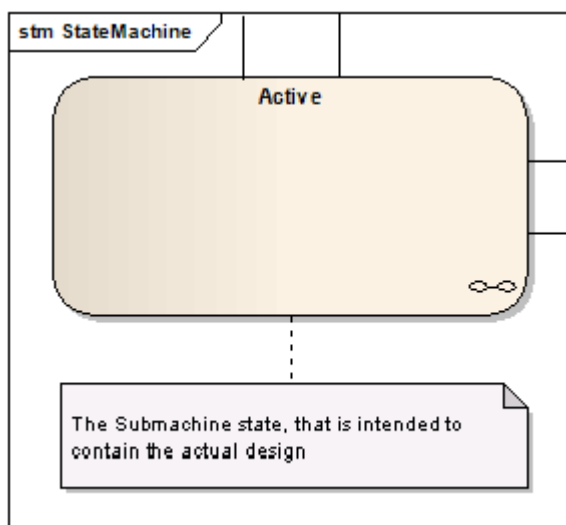 stm StateMachine
Active
The Submachine state, that is intended to
contain the actual design